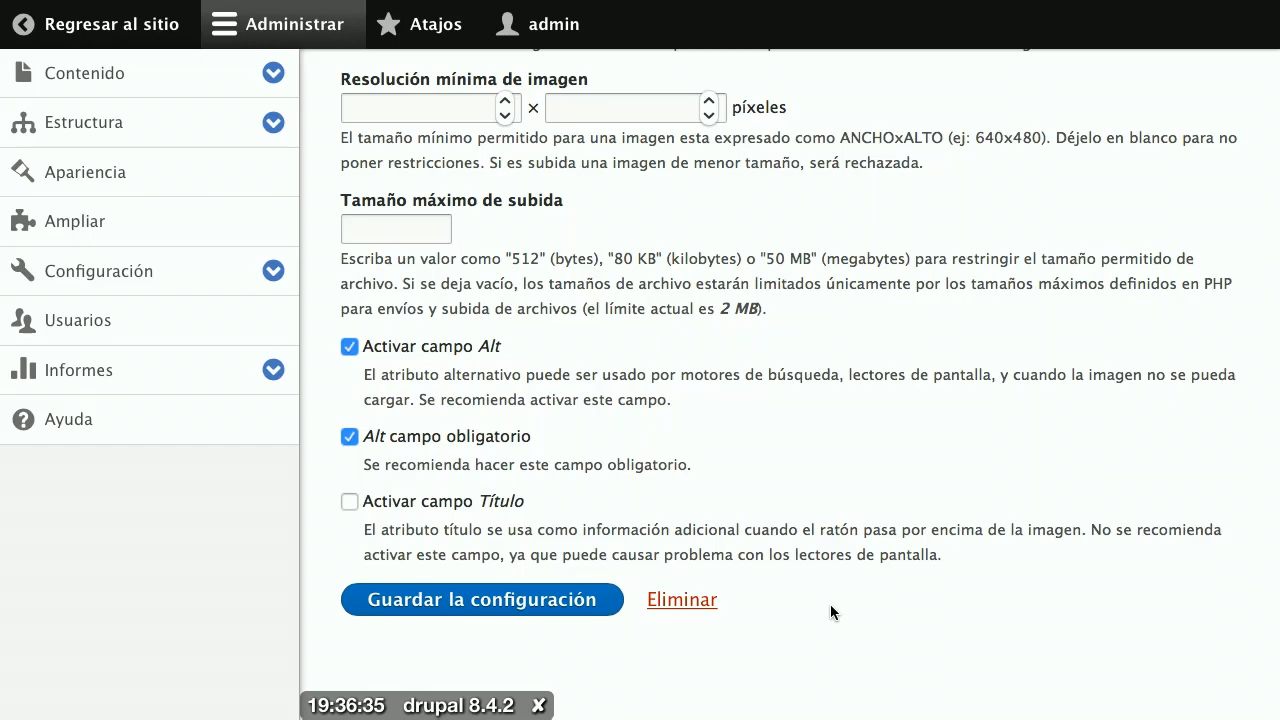 Regresar al sitio
Administrar
Atajos
admin
Contenido
Estructura
Apariencia
Ampliar
Configuración
Usuarios
Informes
Ayuda
Resolución mínima de imagen
× píxeles
El tamaño mínimo permitido para una imagen esta expresado como ANCHOxALTO (ej: 640x480). Déjelo en blanco para no
poner restricciones. Si es subida una imagen de menor tamaño, será rechazada.
Tamaño máximo de subida
Escriba un valor como "512" (bytes), "80 KB" (kilobytes) o "50 MB" (megabytes) para restringir el tamaño permitido de
archivo. Si se deja vacío, los tamaños de archivo estarán limitados únicamente por los tamaños máximos definidos en PHP
para envíos y subida de archivos (el límite actual es 2 MB).
Activar campo Alt
El atributo alternativo puede ser usado por motores de búsqueda, lectores de pantalla, y cuando la imagen no se pueda
cargar. Se recomienda activar este campo.
Alt campo obligatorio
Se recomienda hacer este campo obligatorio.
Activar campo Título
El atributo título se usa como información adicional cuando el ratón pasa por encima de la imagen. No se recomienda
activar este campo, ya que puede causar problema con los lectores de pantalla.
Guardar la configuración
Eliminar
19:36:35 drupal 8.4.2 ✘